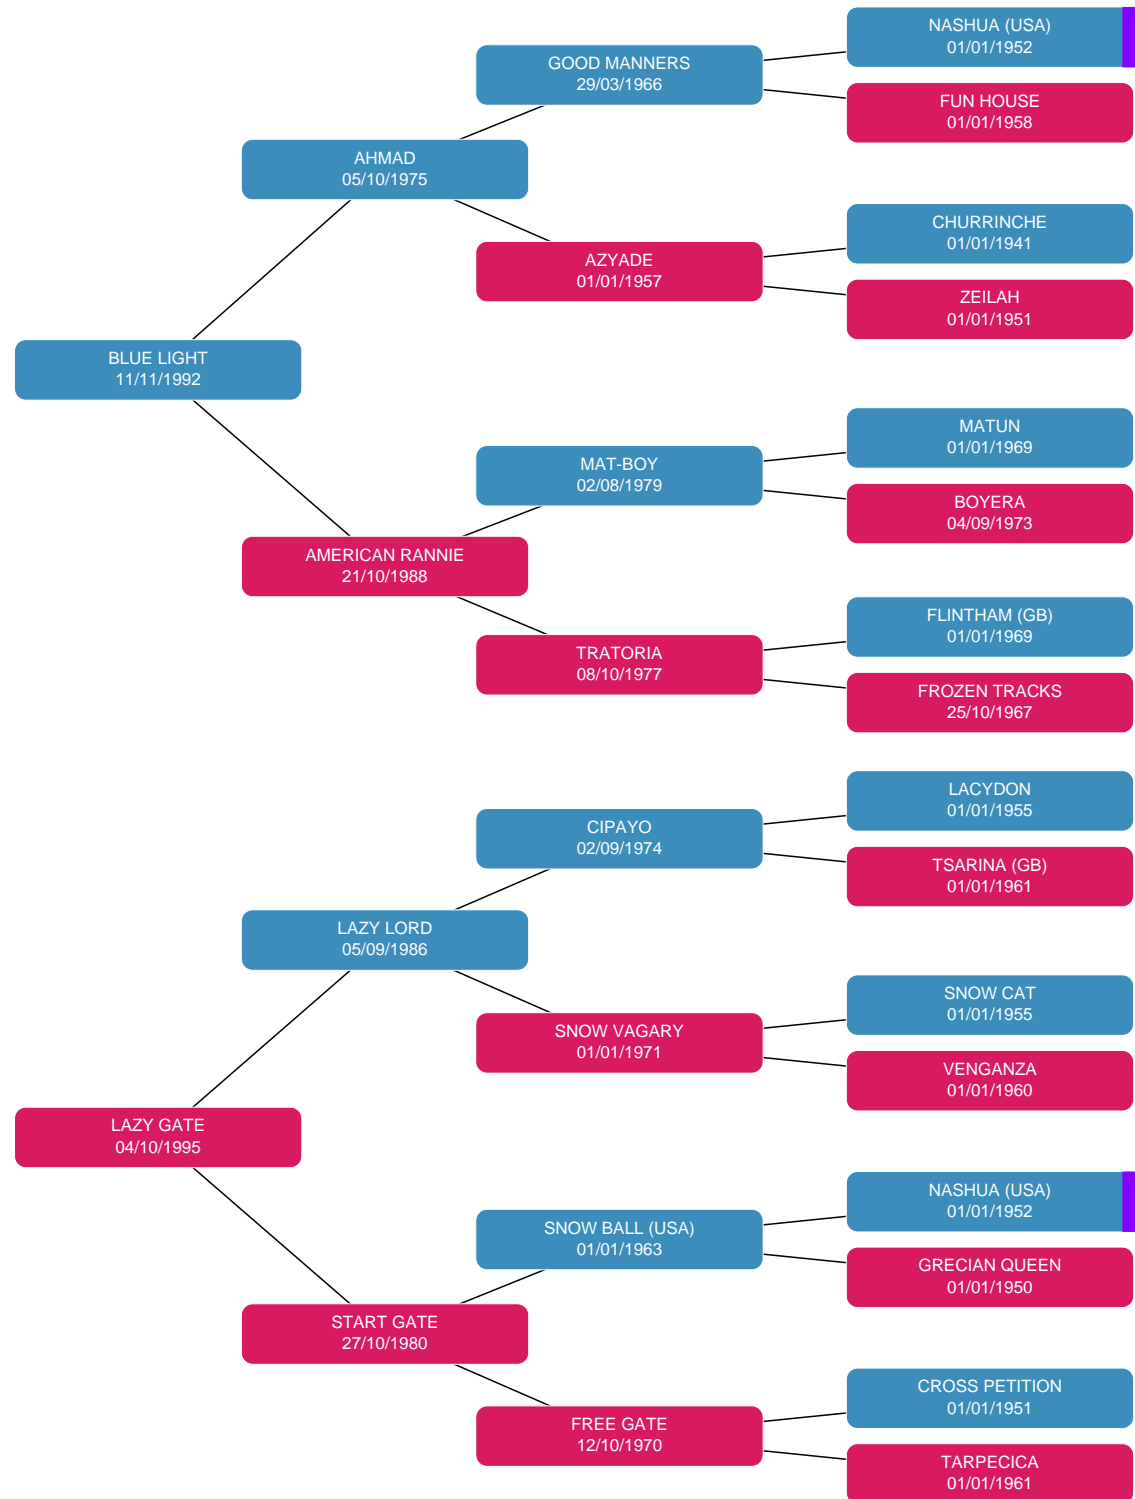 NASHUA (USA)
01/01/1952
GOOD MANNERS
29/03/1966
FUN HOUSE
01/01/1958
AHMAD
05/10/1975
CHURRINCHE
01/01/1941
AZYADE
01/01/1957
ZEILAH
01/01/1951
BLUE LIGHT
11/11/1992
MATUN
01/01/1969
MAT-BOY
02/08/1979
BOYERA
04/09/1973
AMERICAN RANNIE
21/10/1988
FLINTHAM (GB)
01/01/1969
TRATORIA
08/10/1977
FROZEN TRACKS
25/10/1967
LACYDON
01/01/1955
CIPAYO
02/09/1974
TSARINA (GB)
01/01/1961
LAZY LORD
05/09/1986
SNOW CAT
01/01/1955
SNOW VAGARY
01/01/1971
VENGANZA
01/01/1960
LAZY GATE
04/10/1995
NASHUA (USA)
01/01/1952
SNOW BALL (USA)
01/01/1963
GRECIAN QUEEN
01/01/1950
START GATE
27/10/1980
CROSS PETITION
01/01/1951
FREE GATE
12/10/1970
TARPECICA
01/01/1961